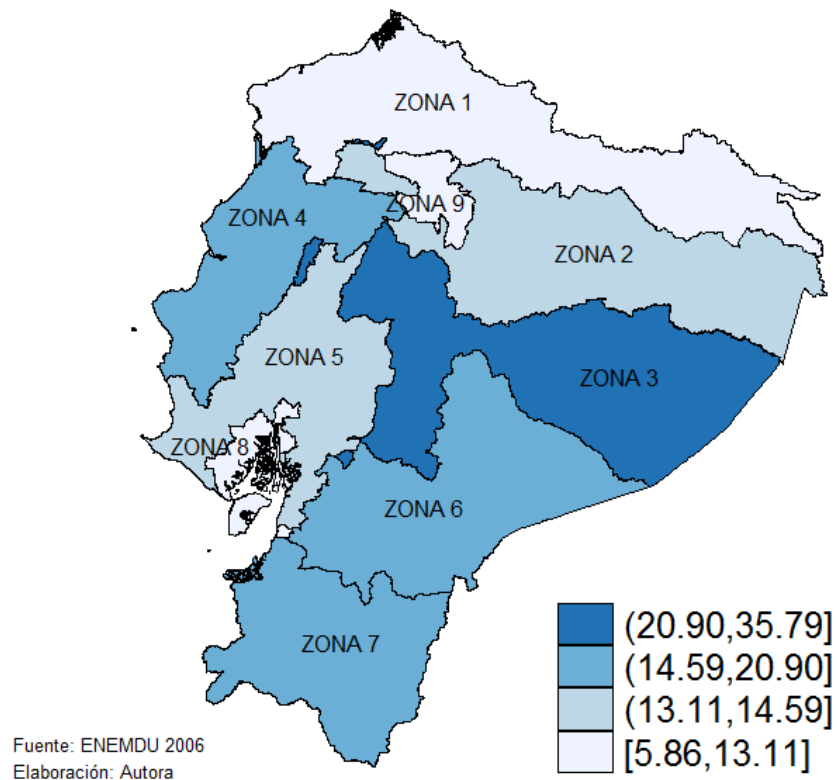 ZONA 1
ZONA 9
ZONA 4
ZONA 2
ZONA 5
ZONA 3
ZONA 8
ZONA 6
ZONA 7
(20.90,35.79]
(14.59,20.90]
(13.11,14.59]
[5.86,13.11]
Fuente: ENEMDU 2006
Elaboración: Autora